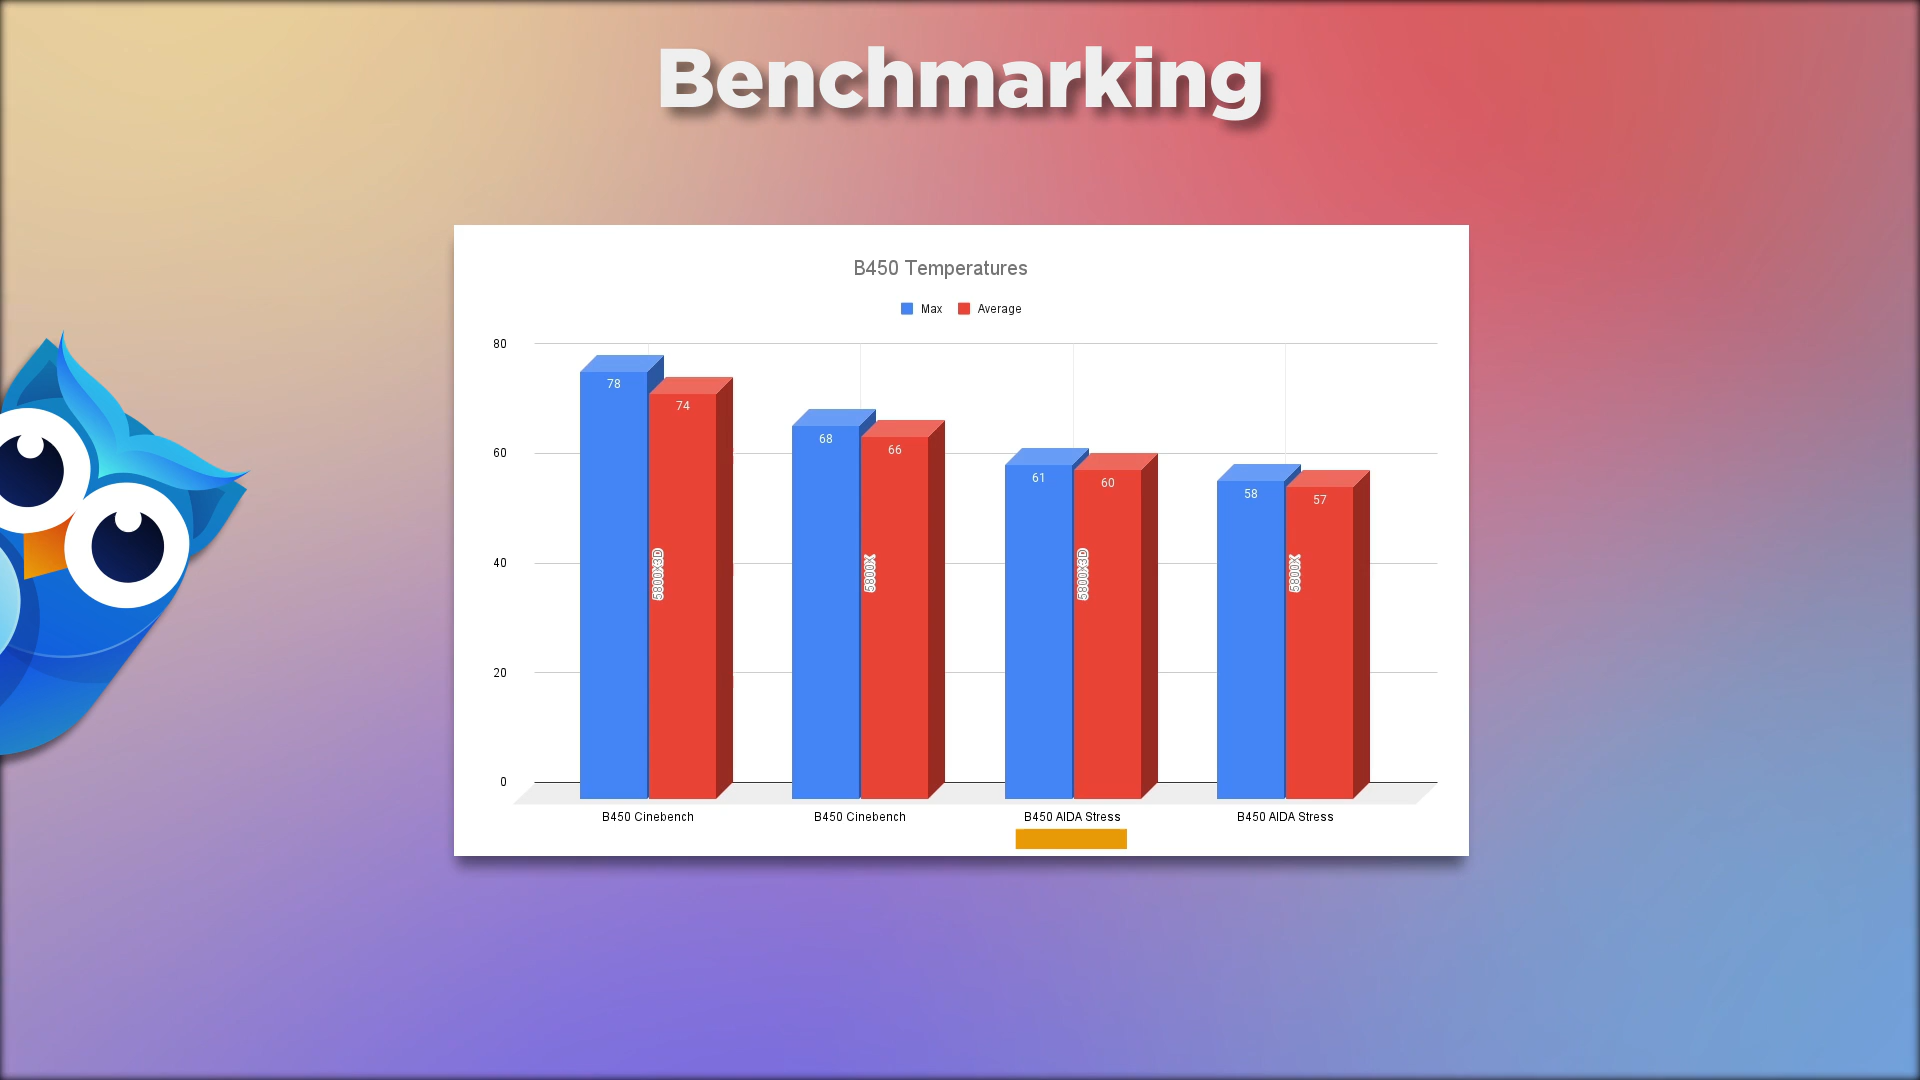 Benchmarking
B450 Temperatures
Max Average
80
60
40
20
0
78
74
68
66
61
60
58
57
5800X3D
5800X
5800X3D
5800X
B450 Cinebench B450 Cinebench B450 AIDA Stress B450 AIDA Stress